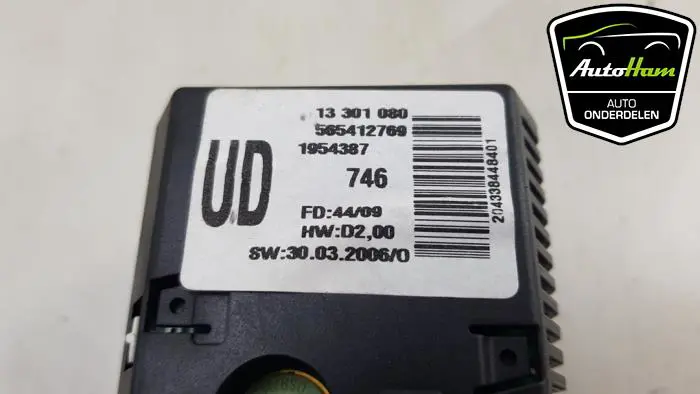 13 301 080
565412769
1954387
UD
746
FD:44/09
HW:D2,00
SW:30.03.2006/0
204338448401
AutoHam
AUTO
ONDERDELEN